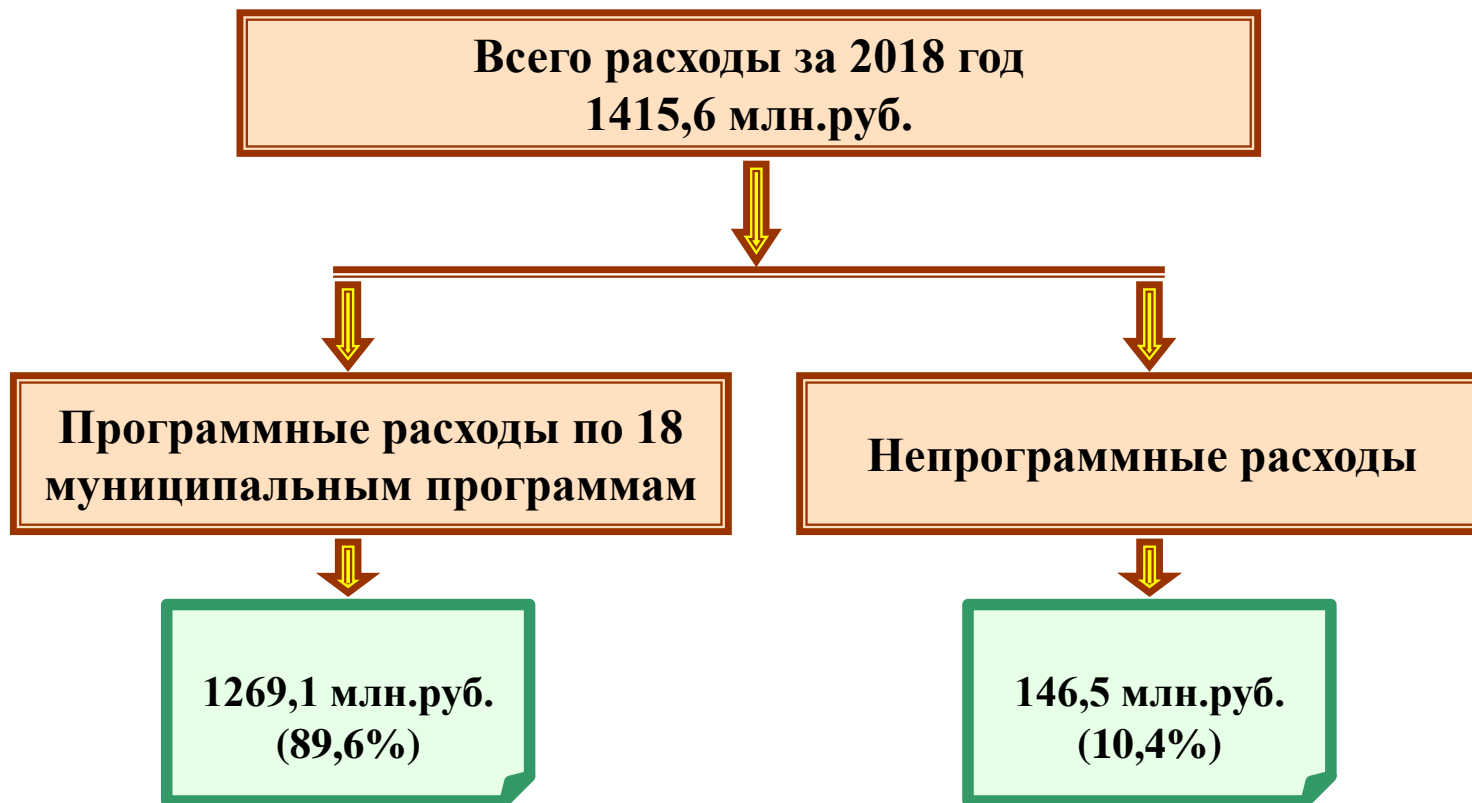 Всего расходы за 2018 год
1415,6 млн.руб.
Программные расходы по 18
муниципальным программам
Непрограммные расходы
1269,1 млн.руб.
(89,6%)
146,5 млн.руб.
(10,4%)